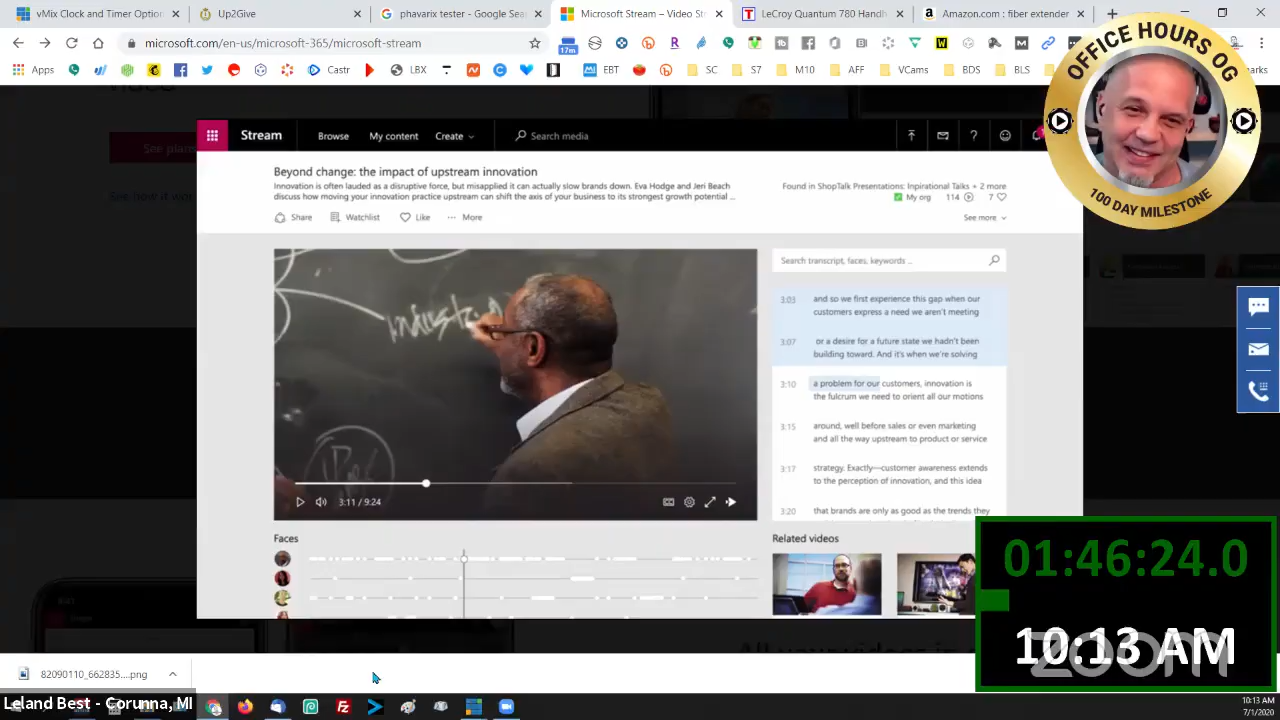 vMix Clock and Timer Option
Up2Give
phavarix tester - Google Sea
Microsoft Stream – Video Str
LeCroy Quantum 780 Handh
Amazon.com : fiber extender
microsoft.com/en-us/microsoft-365/microsoft-stream
17m
Apps
Castr
LBX
EBT
SC
S7
M10
AFF
VCams
BDS
BLS
marks
OFFICE HOURS OG
100 DAY MILESTONE
See plans
See how it wor
Stream
Browse
My content
Create
Search media
Beyond change: the impact of upstream innovation
Innovation is often lauded as a disruptive force, but misapplied it can actually slow brands down. Eva Hodge and Jeri Beach
discuss how moving your innovation practice upstream can shift the axis of your business to its strongest growth potential ...
Found in ShopTalk Presentations: Inpirational Talks + 2 more
My org
114
7
Share
Watchlist
Like
More
See more
Search transcript, faces, keywords ...
3:03 and so we first experience this gap when our
customers express a need we aren't meeting
3:07 or a desire for a future state we hadn't been
building toward. And it's when we're solving
3:10 a problem for our customers, innovation is
the fulcrum we need to orient all our motions
3:15 around, well before sales or even marketing
and all the way upstream to product or service
3:17 strategy. Exactly—customer awareness extends
to the perception of innovation, and this idea
3:20 that brands are only as good as the trends they
3:11 / 9:24
Faces
Related videos
01:46:24.0
10:13 AM
zoom
82090110_662835....png
Leland Best - Corunna, MI
10:13 AM
7/1/2020